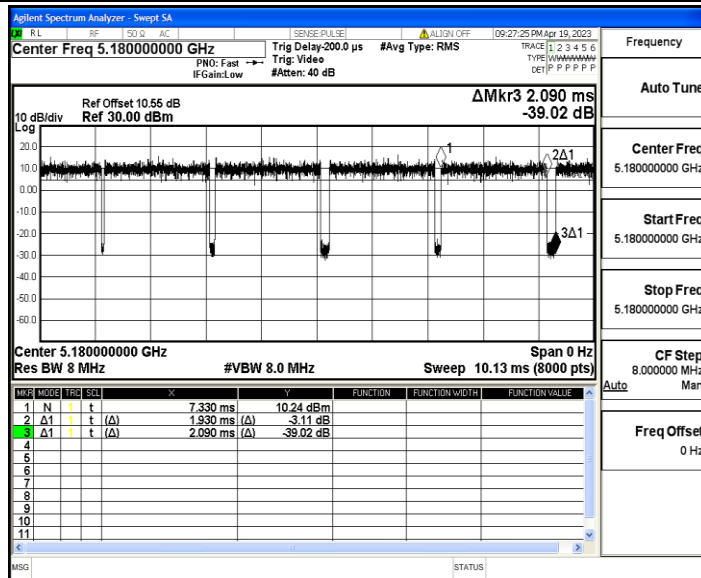 Agilent Spectrum Analyzer - Swept SA
RL RF 50 Ω AC SENSE:PULSE ALIGN OFF 09:27:25 PM Apr 19, 2023
Center Freq 5.180000000 GHz
PNO: Fast
IFGain:Low
Trig Delay-200.0 µs
Trig: Video
#Atten: 40 dB
#Avg Type: RMS
TRACE 1 2 3 4 5 6
TYPE WWWWWW
DET P P P P P P
Ref Offset 10.55 dB
Ref 30.00 dBm
10 dB/div
Log
ΔMkr3 2.090 ms
-39.02 dB
20.0
10.0
0.00
-10.0
-20.0
-30.0
-40.0
-50.0
-60.0
1
2Δ1
3Δ1
Center 5.180000000 GHz
Span 0 Hz
Res BW 8 MHz
#VBW 8.0 MHz
Sweep 10.13 ms (8000 pts)
MKR MODE TRC SCL X Y FUNCTION FUNCTION WIDTH FUNCTION VALUE
1 N 1 t 7.330 ms 10.24 dBm
2 Δ1 1 t (Δ) 1.930 ms (Δ) -3.11 dB
3 Δ1 1 t (Δ) 2.090 ms (Δ) -39.02 dB
4
5
6
7
8
9
10
11
MSG
STATUS
Frequency
Auto Tune
Center Freq
5.180000000 GHz
Start Freq
5.180000000 GHz
Stop Freq
5.180000000 GHz
CF Step
8.000000 MHz
Auto Man
Freq Offset
0 Hz